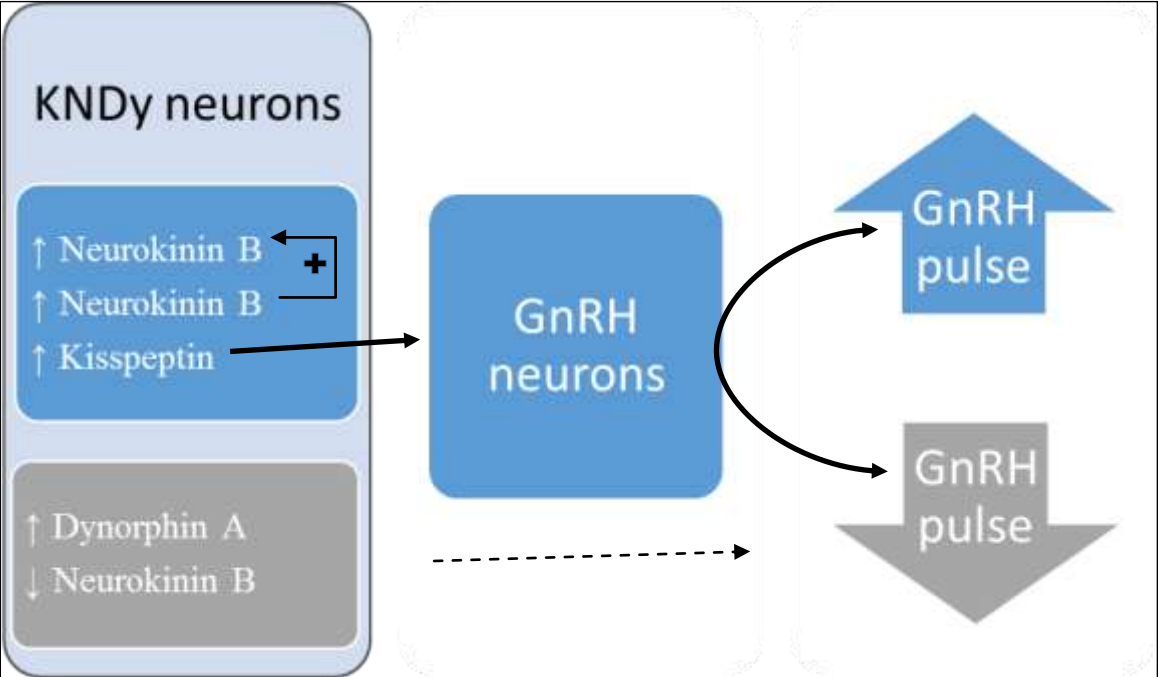 KNDy neurons
↑ Neurokinin B
↑ Neurokinin B
↑ Kisspeptin
+
↑ Dynorphin A
↓ Neurokinin B
GnRH
neurons
GnRH
pulse
GnRH
pulse